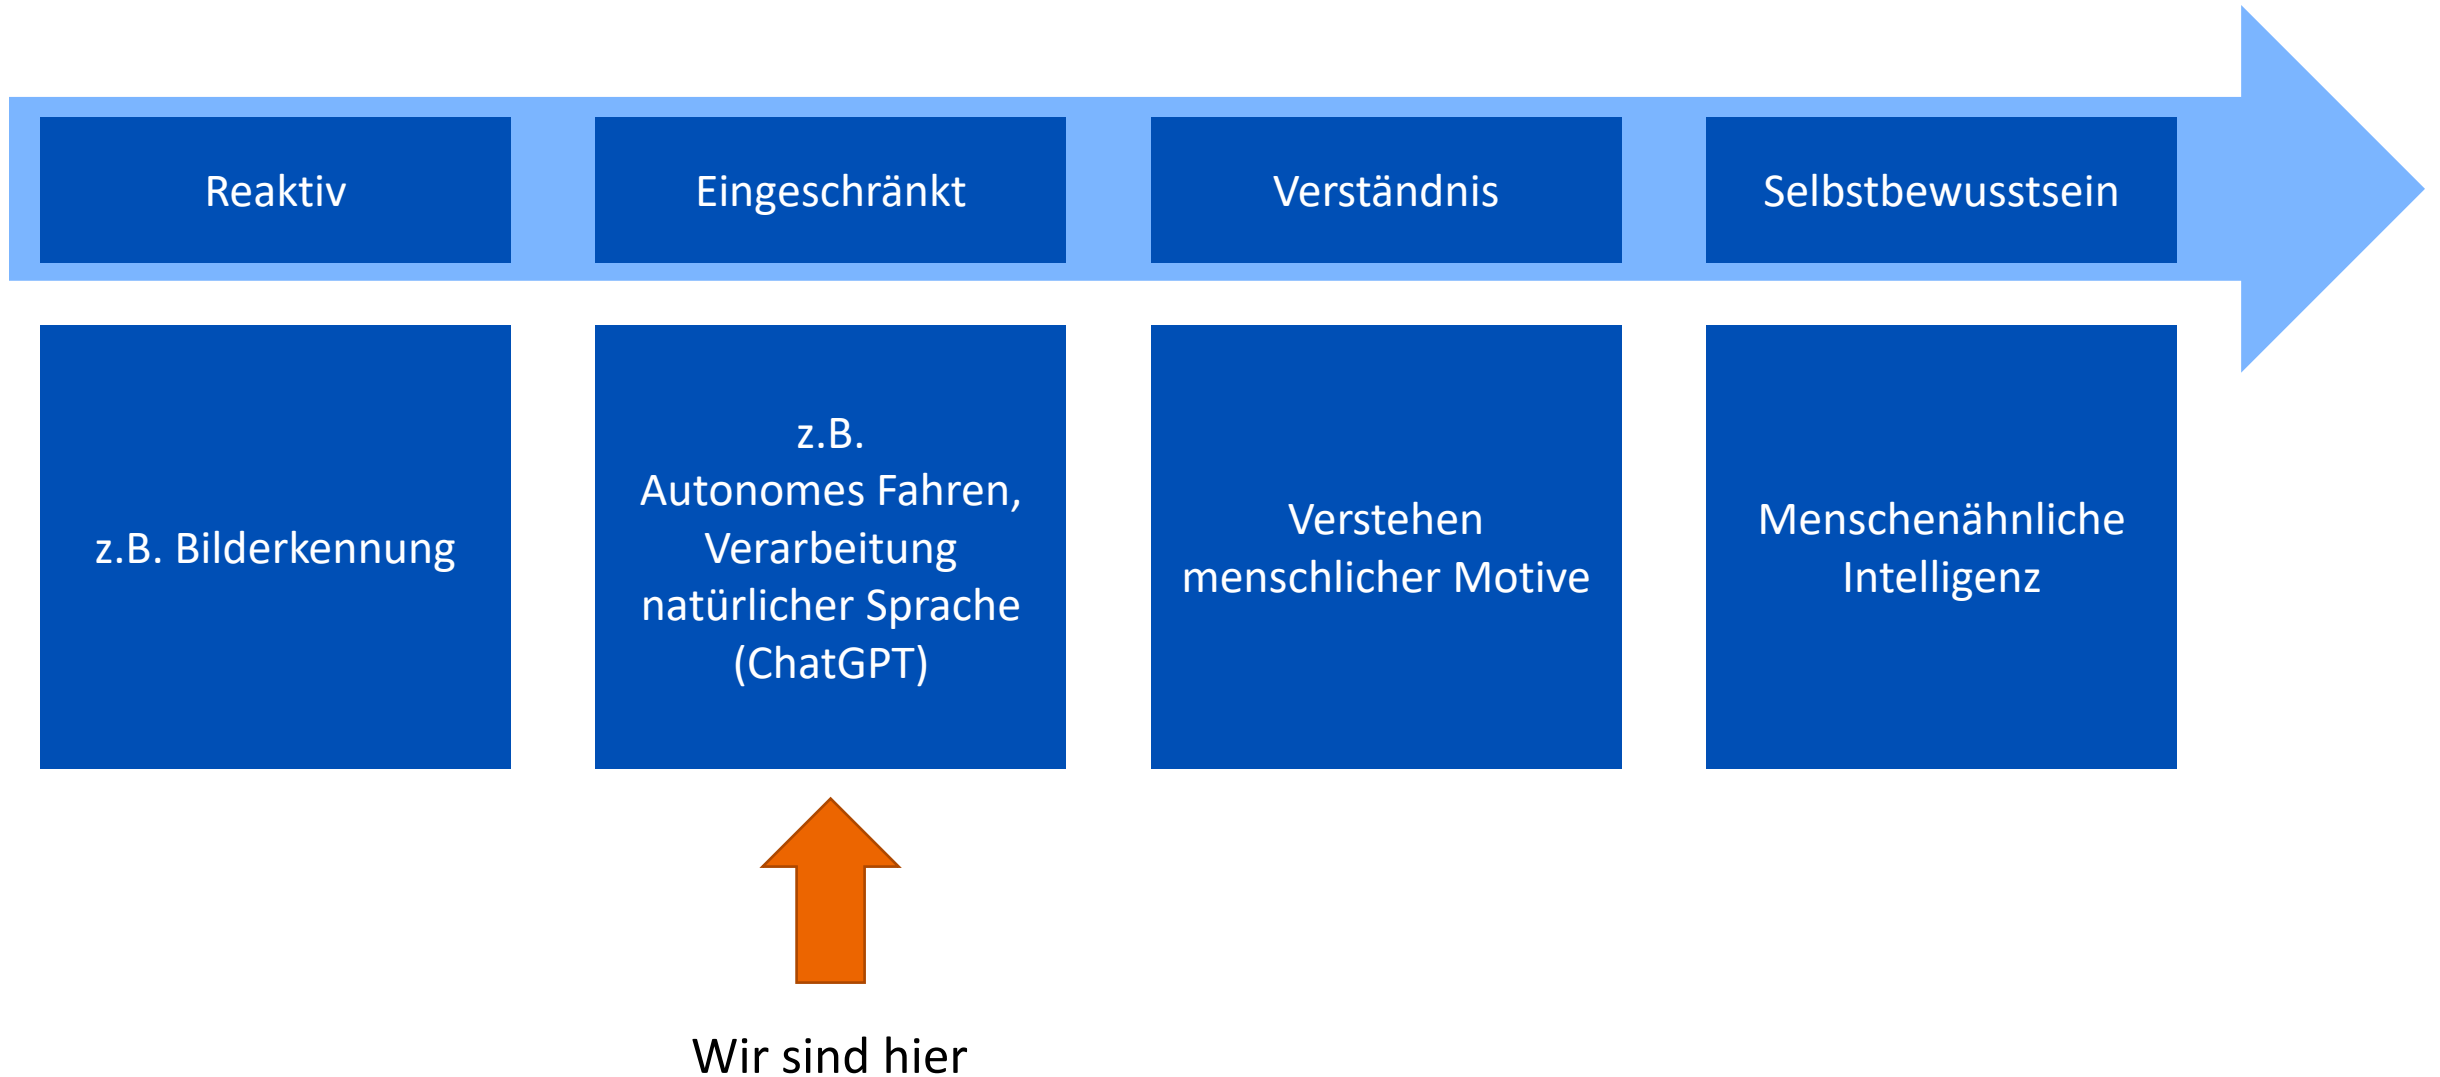 Reaktiv
Eingeschränkt
Verständnis
Selbstbewusstsein
z.B. Bilderkennung
z.B.
Autonomes Fahren,
Verarbeitung
natürlicher Sprache
(ChatGPT)
Verstehen
menschlicher Motive
Menschenähnliche
Intelligenz
Wir sind hier